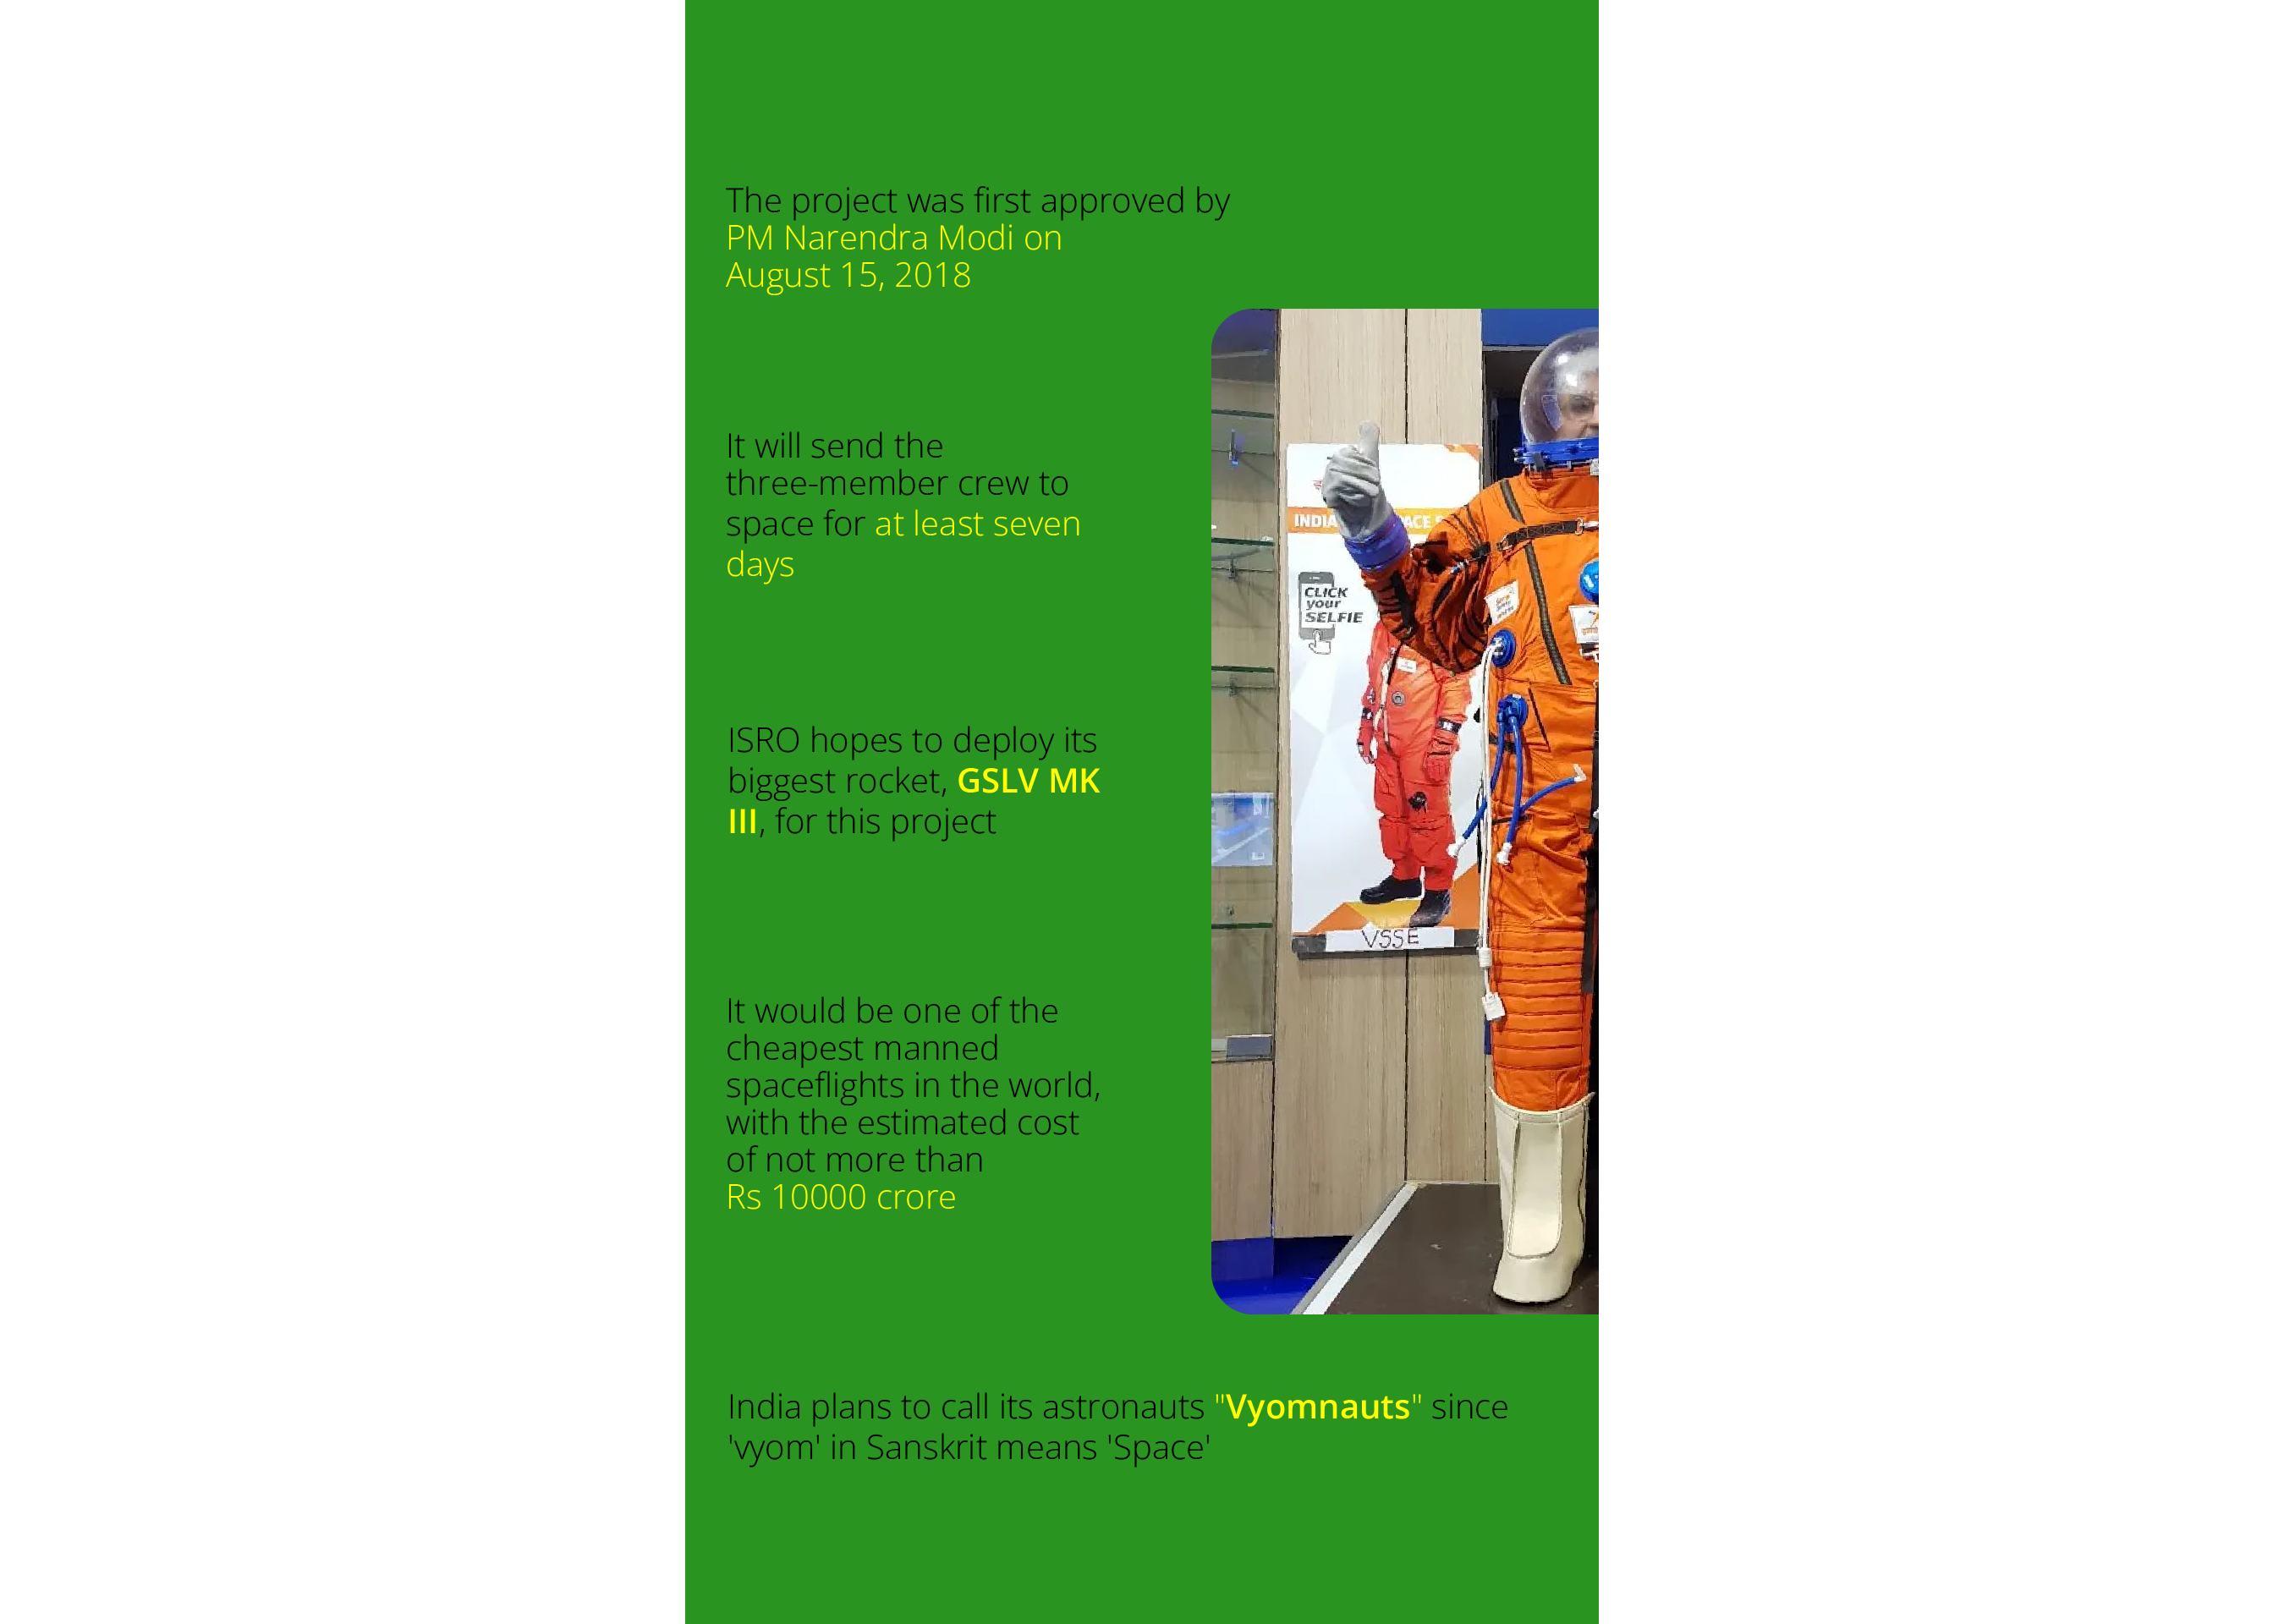 The project was first approved by
PM Narendra Modi on
August 15, 2018
It will send the
three-member crew to
space for at least seven
days
ISRO hopes to deploy its
biggest rocket, GSLV MK
III, for this project
It would be one of the
cheapest manned
spaceflights in the world,
with the estimated cost
of not more than
Rs 10000 crore
INDIA
CLICK
your
SELFIE
VSSE
India plans to call its astronauts "Vyomnauts" since
'vyom' in Sanskrit means 'Space'